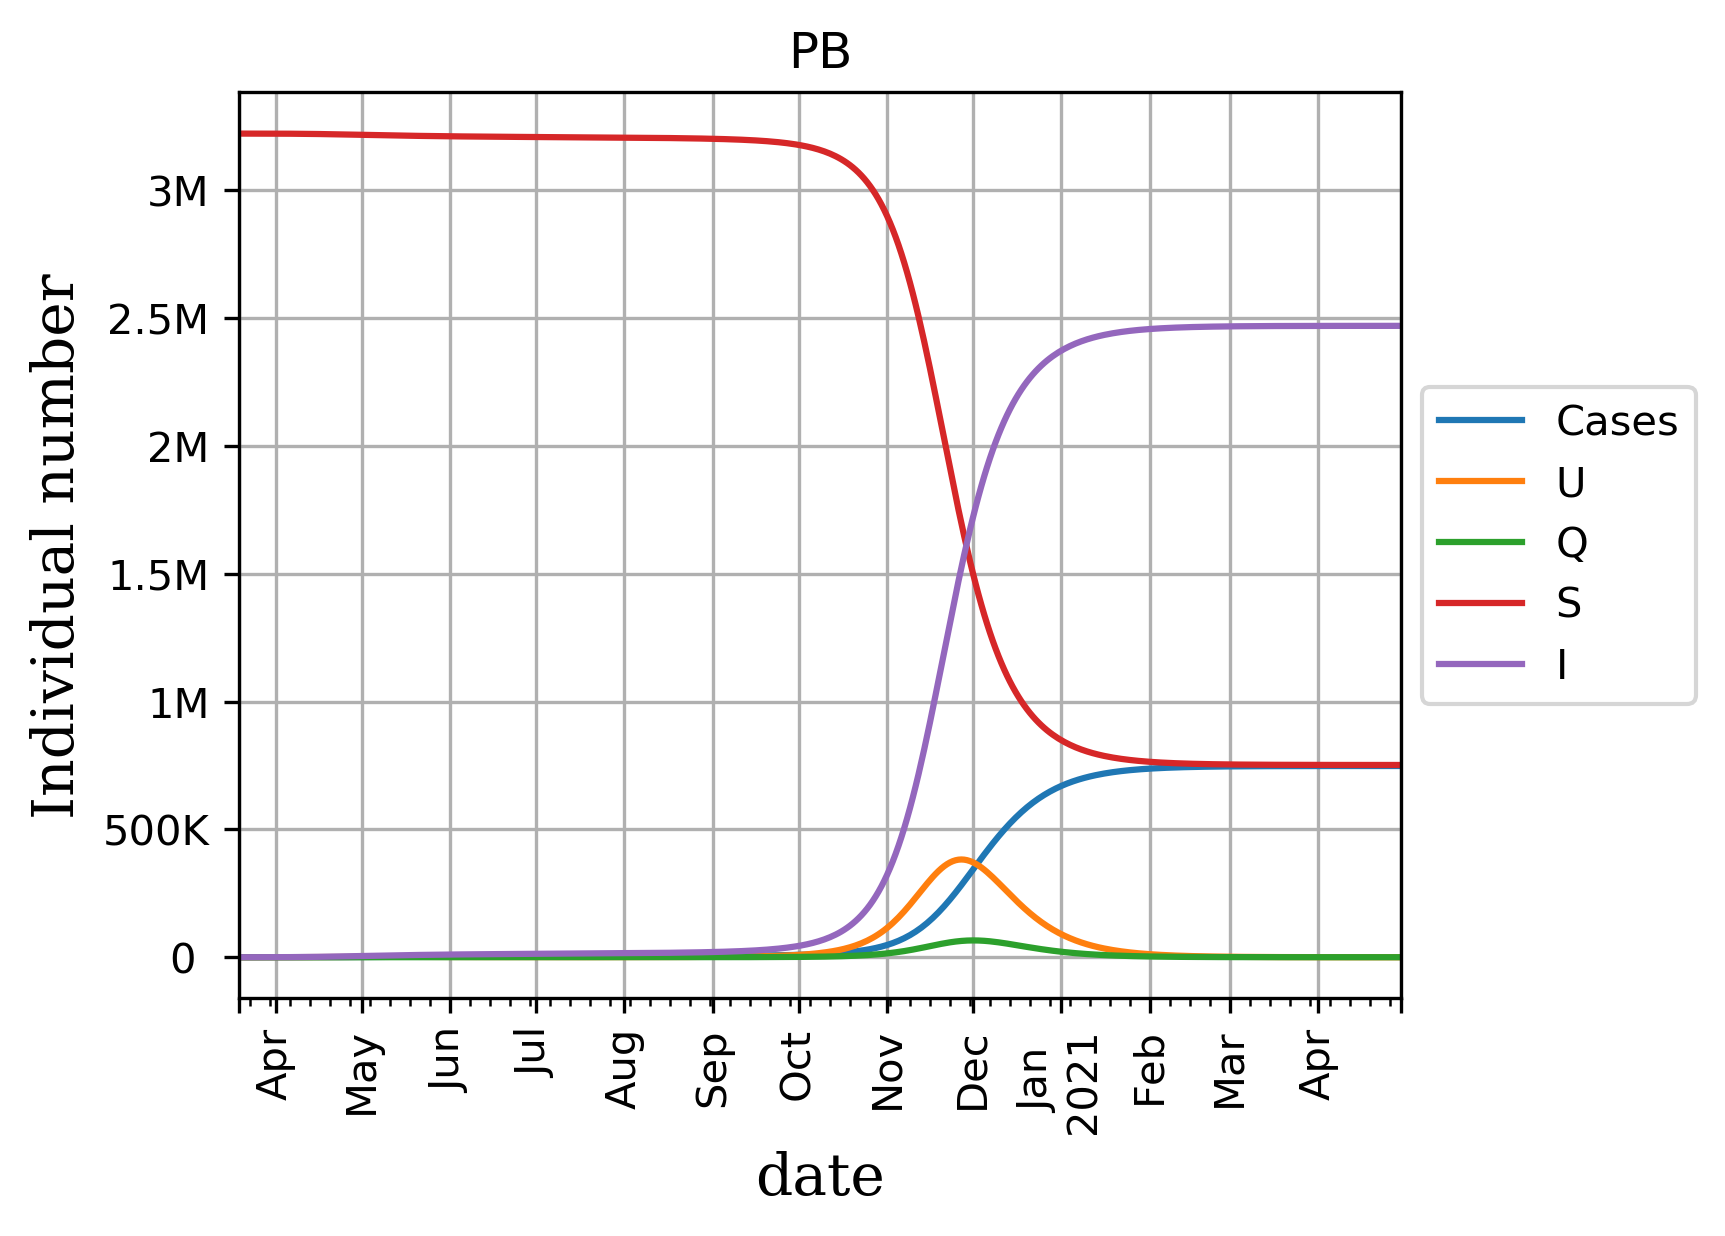 PB
Individual number
3M
2.5M
2M
1.5M
1M
500K
0
Apr
May
Jun
Jul
Aug
Sep
Oct
Nov
Dec
Jan
2021
Feb
Mar
Apr
date
Cases
U
Q
S
I